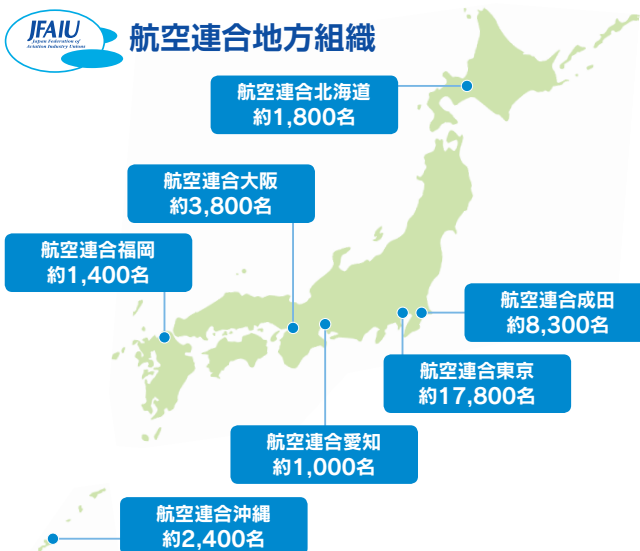 JFAIU
Japan Federation of
Aviation Industry Unions
航空連合地方組織
航空連合北海道
約1,800名
航空連合大阪
約3,800名
航空連合福岡
約1,400名
航空連合成田
約8,300名
航空連合東京
約17,800名
航空連合愛知
約1,000名
航空連合沖縄
約2,400名